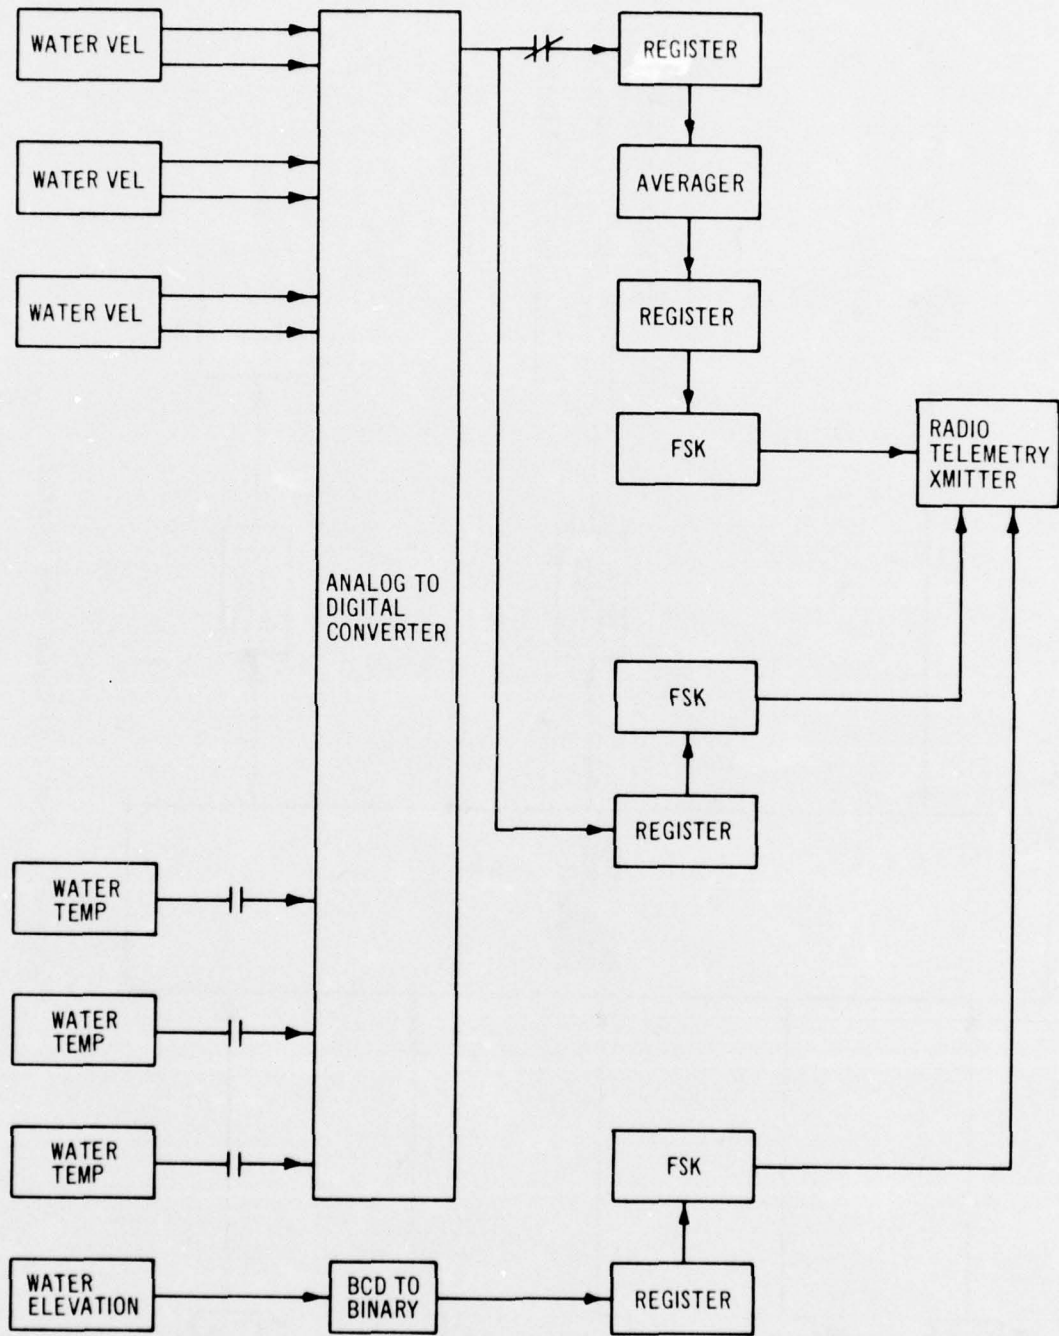 WATER VEL
REGISTER
WATER VEL
AVERAGER
WATER VEL
REGISTER
FSK
RADIO
TELEMETRY
XMITTER
ANALOG TO
DIGITAL
CONVERTER
FSK
REGISTER
WATER
TEMP
WATER
TEMP
WATER
TEMP
FSK
WATER
ELEVATION
BCD TO
BINARY
REGISTER